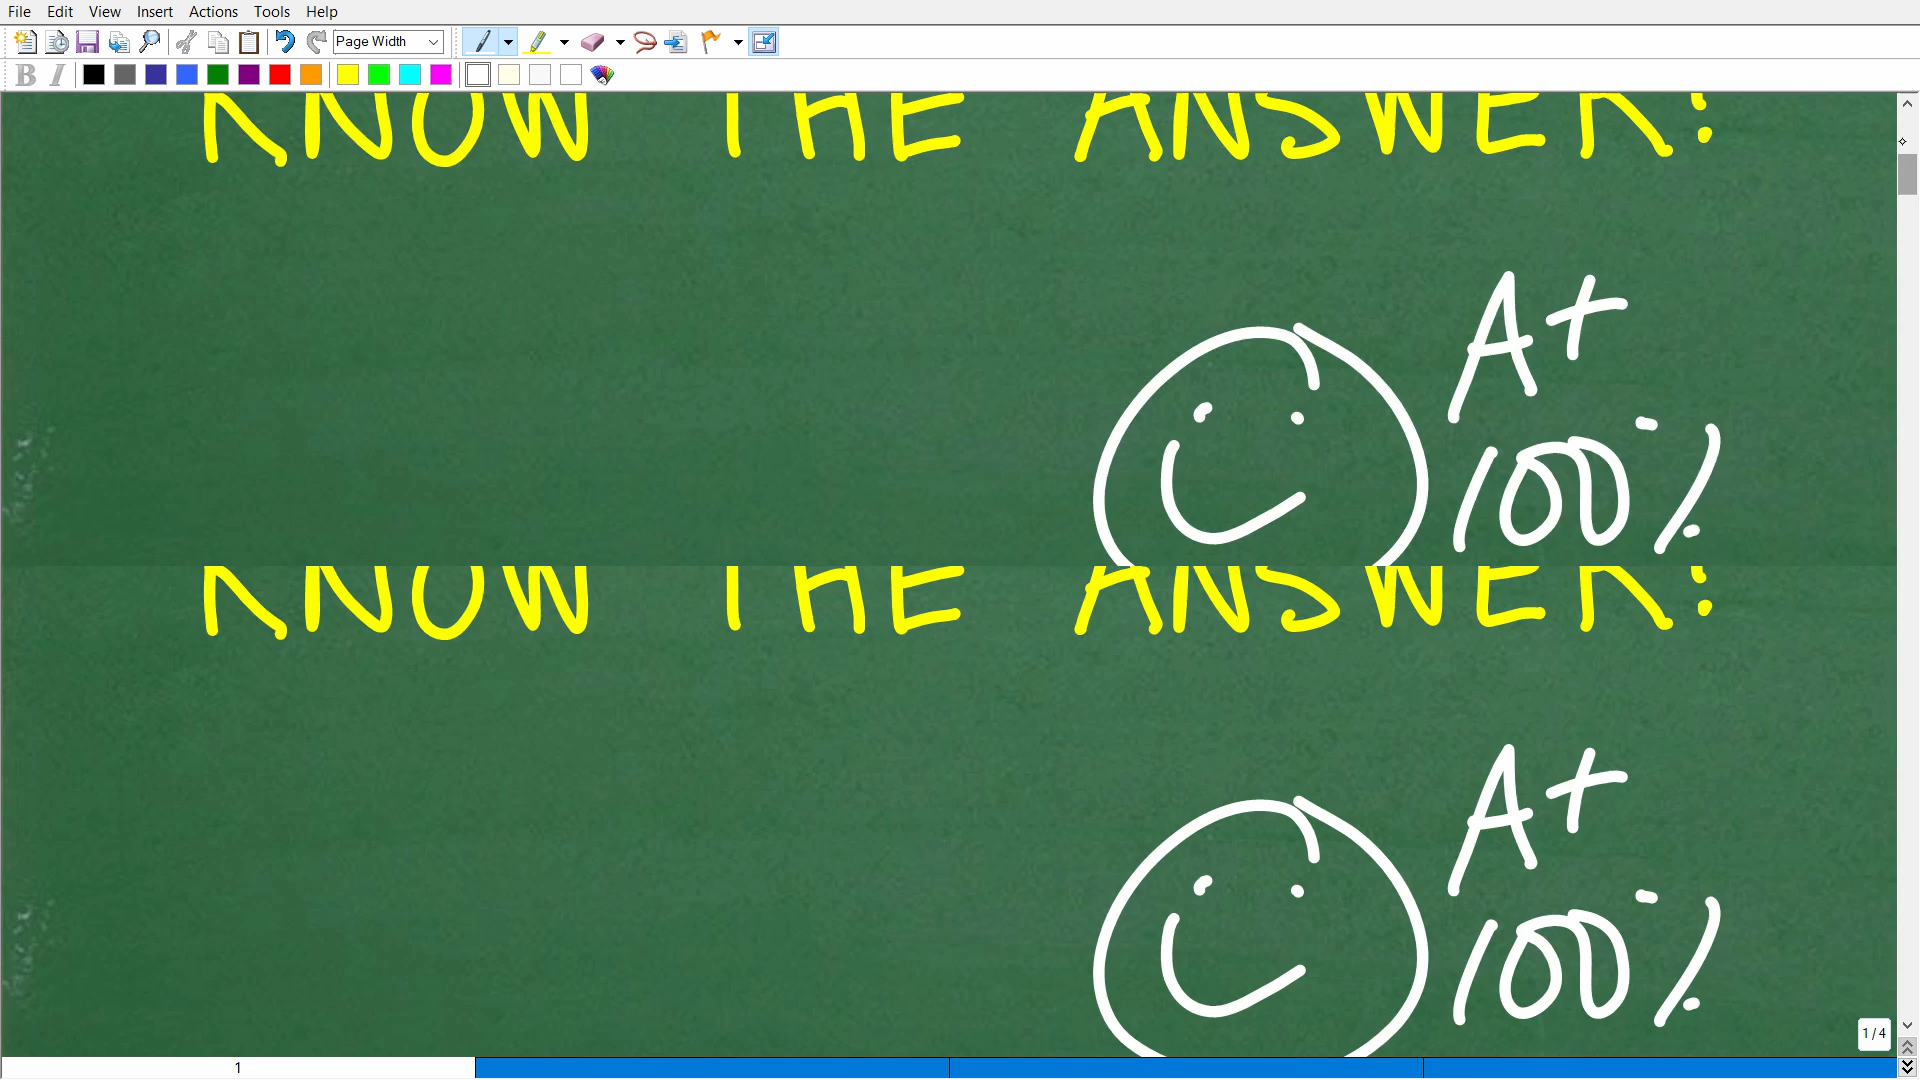 File Edit View Insert Actions Tools Help
Page Width
B I
KNOW THE ANSWER!
A+
100%
KNOW THE ANSWER!
A+
100%
1 / 4
1